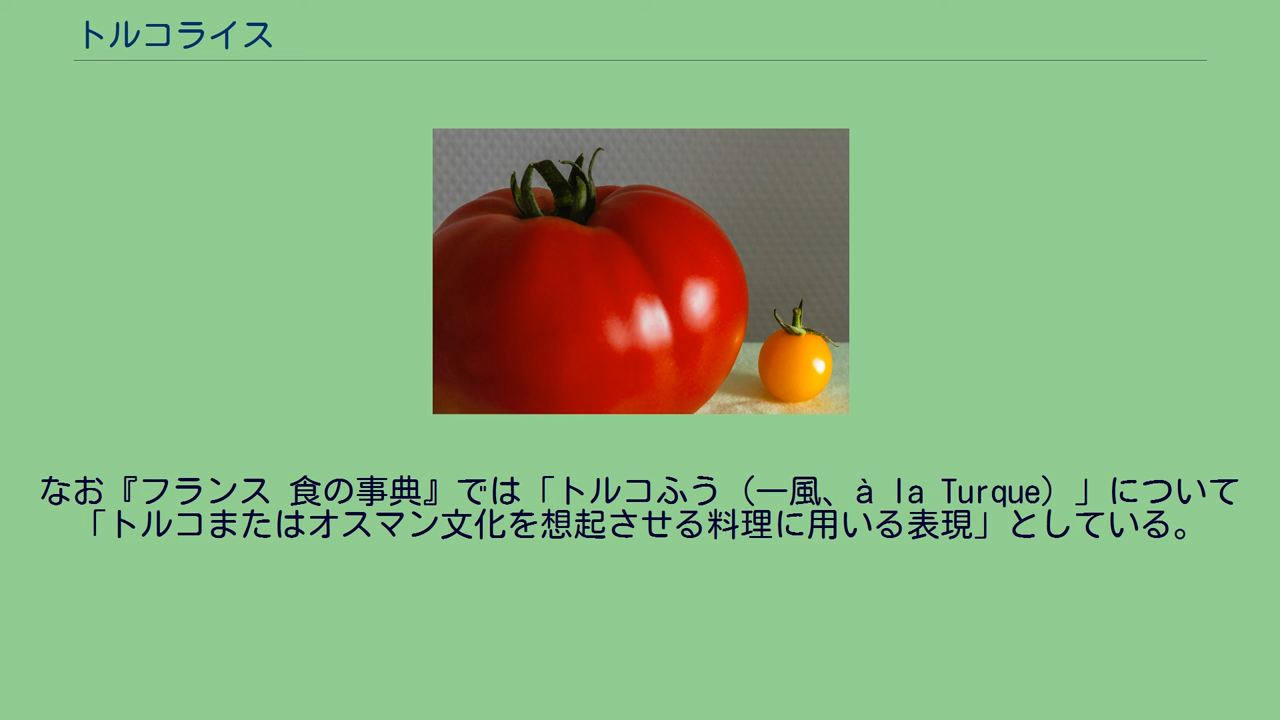 トルコライス
なお『フランス 食の事典』では「トルコふう（―風、à la Turque）」について
「トルコまたはオスマン文化を想起させる料理に用いる表現」としている。